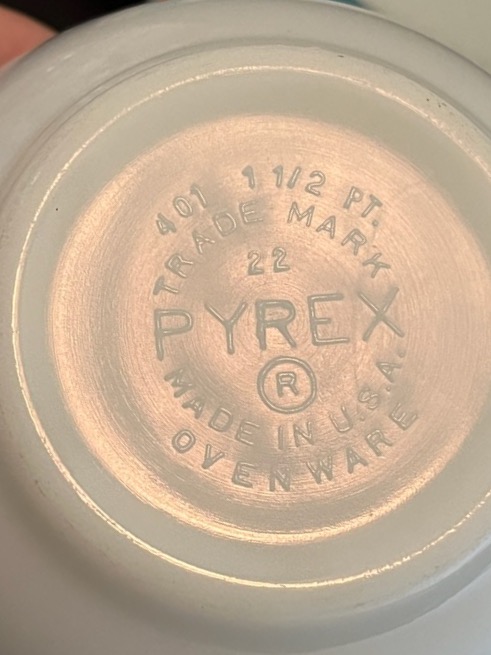 401 1 1/2 PT.
TRADE MARK
22
PYREX
®
MADE IN U.S.A.
OVENWARE